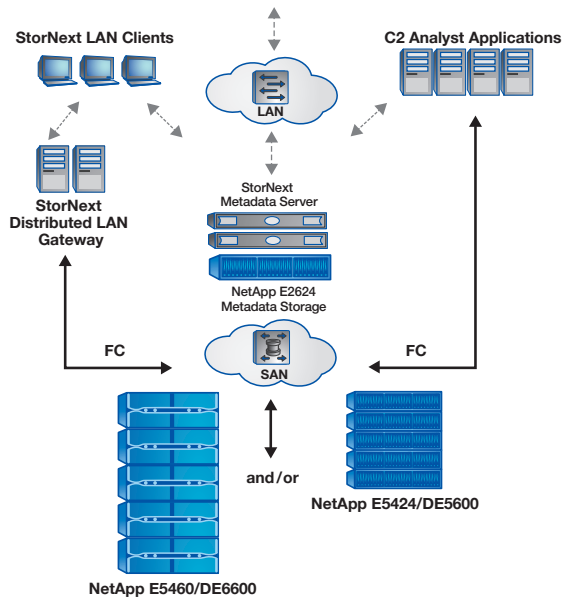 StorNext LAN Clients
C2 Analyst Applications
LAN
StorNext
Distributed LAN
Gateway
StorNext
Metadata Server
NetApp E2624
Metadata Storage
FC
FC
SAN
and/or
NetApp E5424/DE5600
NetApp E5460/DE6600